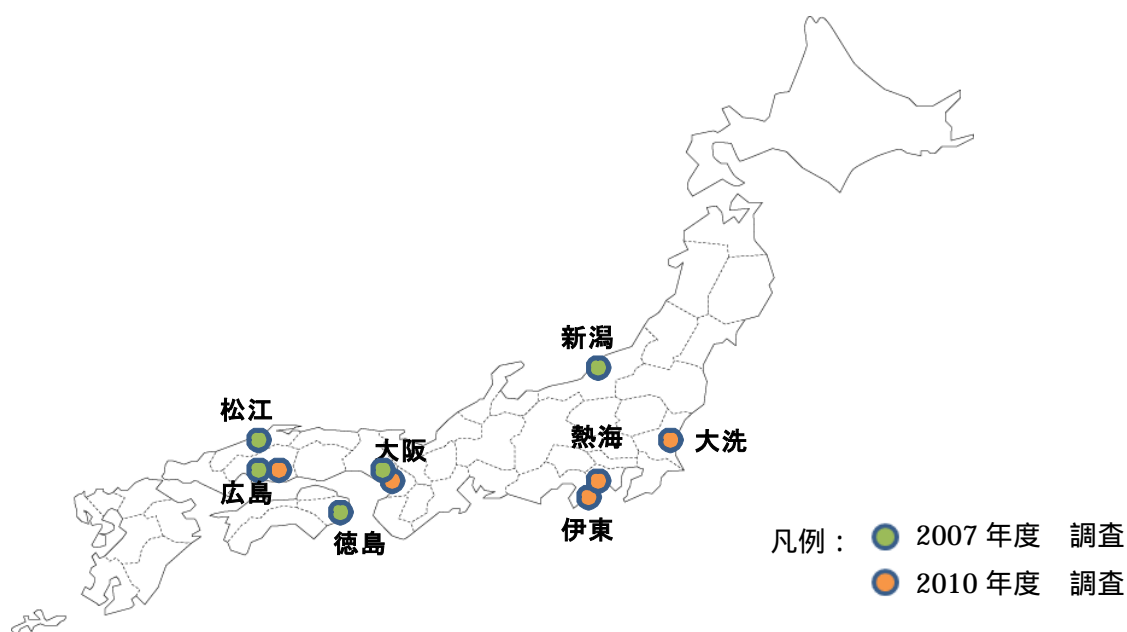 新潟
松江
熱海
大洗
大阪
広島
伊東
徳島
凡例： 2007 年度　調査
2010 年度　調査